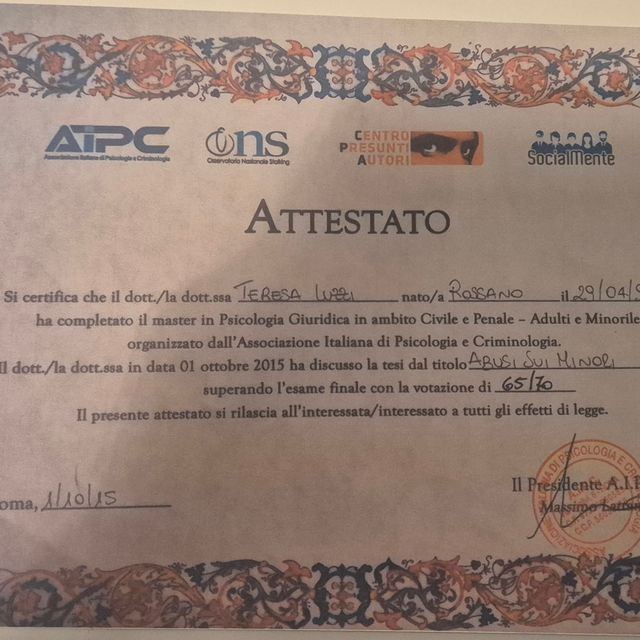 AIPC
Associazione Italiana di Psicologia e Criminologia
ONS
Osservatorio Nazionale Stalking
CENTRO
PRESUNTI
AUTORI
SOCIALMENTE
ATTESTATO
Si certifica che il dott./la dott.ssa TERESA LUZZI nato/a ROSSANO il 29/04/
ha completato il master in Psicologia Giuridica in ambito Civile e Penale – Adulti e Minorile
organizzato dall'Associazione Italiana di Psicologia e Criminologia.
Il dott./la dott.ssa in data 01 ottobre 2015 ha discusso la tesi dal titolo ABUSI SUI MINORI
superando l'esame finale con la votazione di 65/70
Il presente attestato si rilascia all'interessata/interessato a tutti gli effetti di legge.
oma, 1/10/15
Il Presidente A.I.P.
Massimo